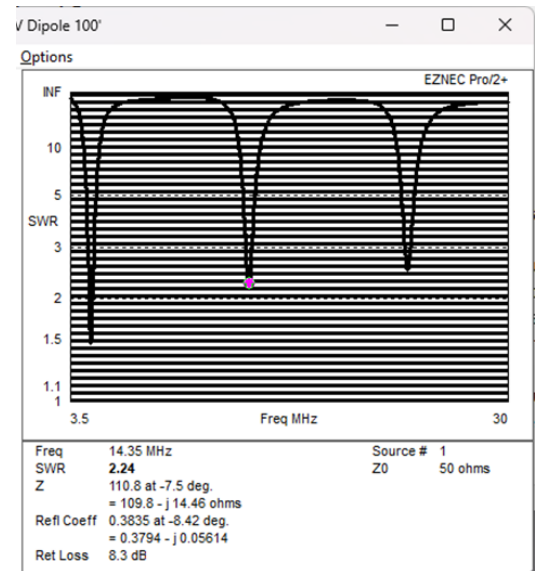 V Dipole 100'
Options
EZNEC Pro/2+
INF
10
5
SWR
3
2
1.5
1.1
1
3.5 Freq MHz 30
Freq 14.35 MHz Source # 1
SWR 2.24 Z0 50 ohms
Z 110.8 at -7.5 deg.
= 109.8 - j 14.46 ohms
Refl Coeff 0.3835 at -8.42 deg.
= 0.3794 - j 0.05614
Ret Loss 8.3 dB